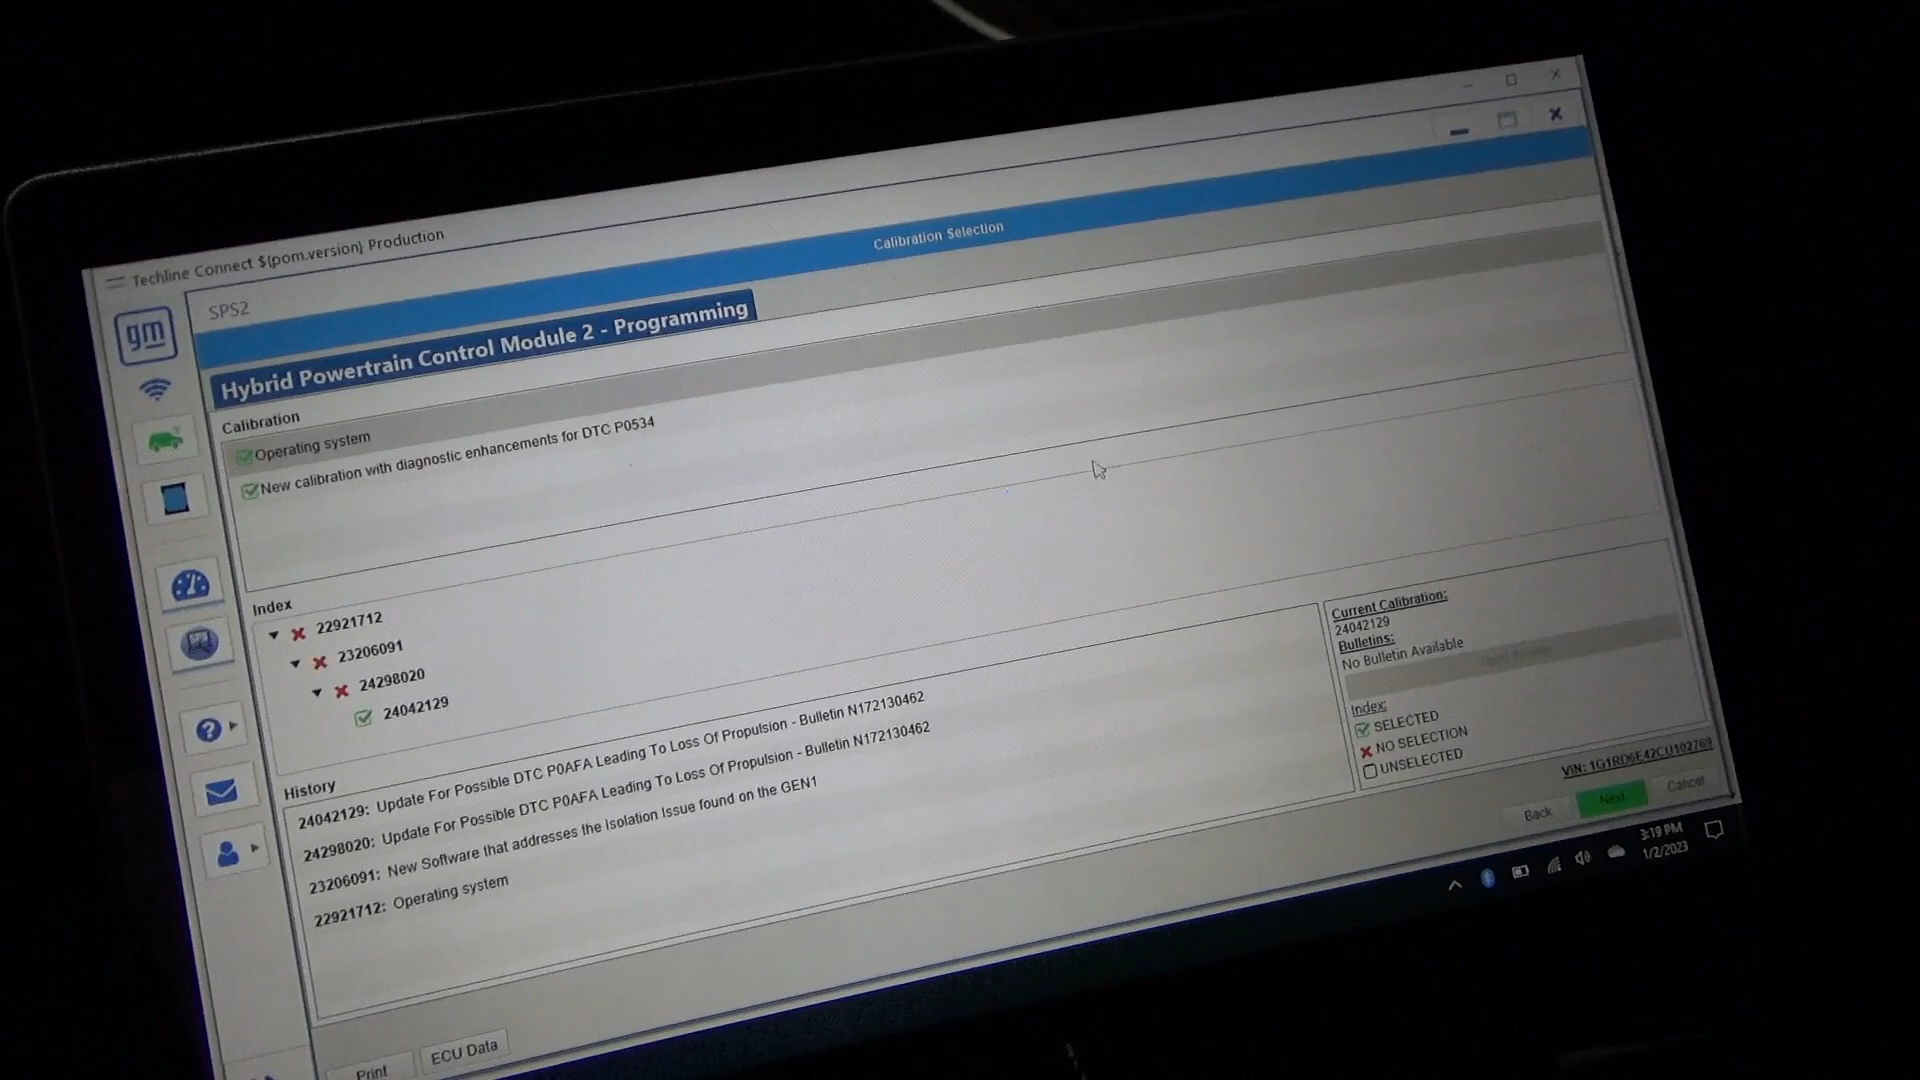 Techline Connect ${pom.version} Production
SPS2
Calibration Selection
gm
Hybrid Powertrain Control Module 2 - Programming
Calibration
Operating system
New calibration with diagnostic enhancements for DTC P0534
Index
22921712
23206091
24298020
24042129
History
24042129: Update For Possible DTC P0AFA Leading To Loss Of Propulsion - Bulletin N172130462
24298020: Update For Possible DTC P0AFA Leading To Loss Of Propulsion - Bulletin N172130462
23206091: New Software that addresses the Isolation Issue found on the GEN1
22921712: Operating system
Current Calibration:
24042129
Bulletins:
No Bulletin Available
Index:
SELECTED
NO SELECTION
UNSELECTED
VIN: 1G1RD6E42CU102769
Back
Next
Cancel
3:19 PM
1/2/2023
Print
ECU Data